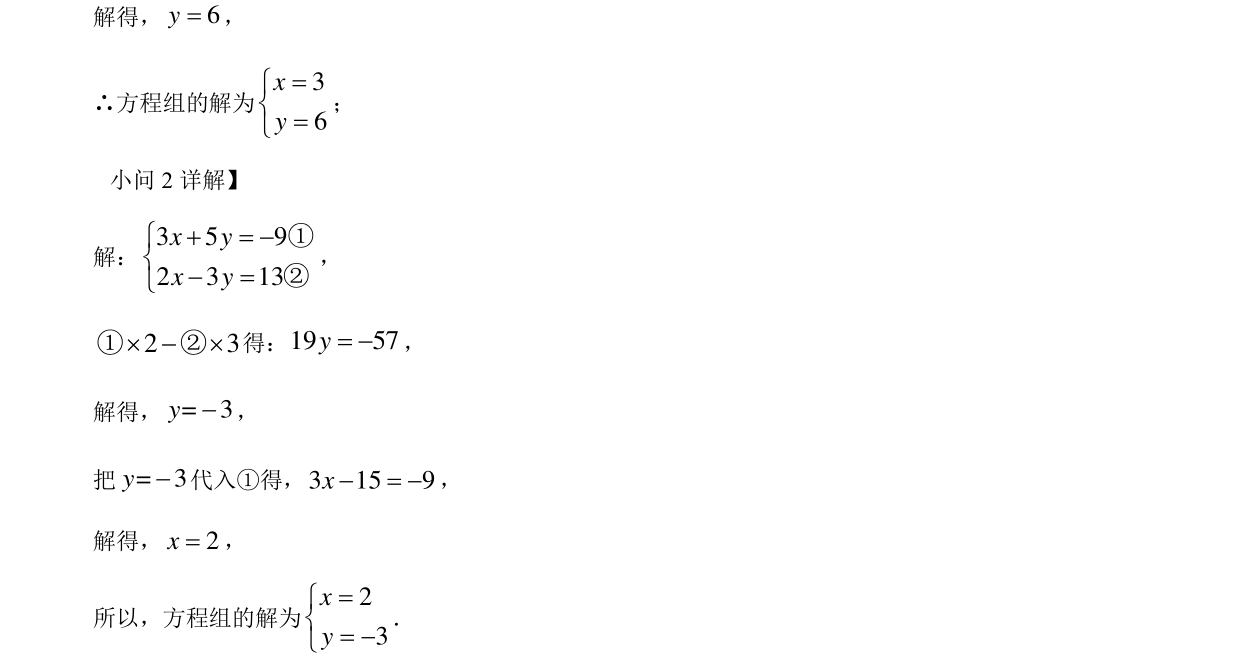 解得，y = 6，
∴方程组的解为{x = 3
y = 6；
小问 2 详解】
解：{3x + 5y = −9①
2x − 3y = 13②，
①×2−②×3得：19y = −57，
解得，y= −3，
把 y= −3代入①得，3x −15 = −9，
解得，x = 2，
所以，方程组的解为{x = 2
y = −3．